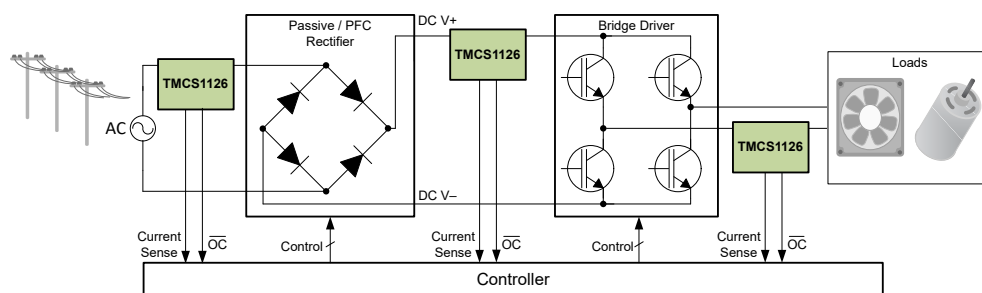 Passive / PFC
Rectifier
DC V+
Bridge Driver
TMCS1126
TMCS1126
Loads
AC
TMCS1126
DC V–
Current
Sense
OC
Control
Current
Sense
OC
Control
Current
Sense
OC
Controller